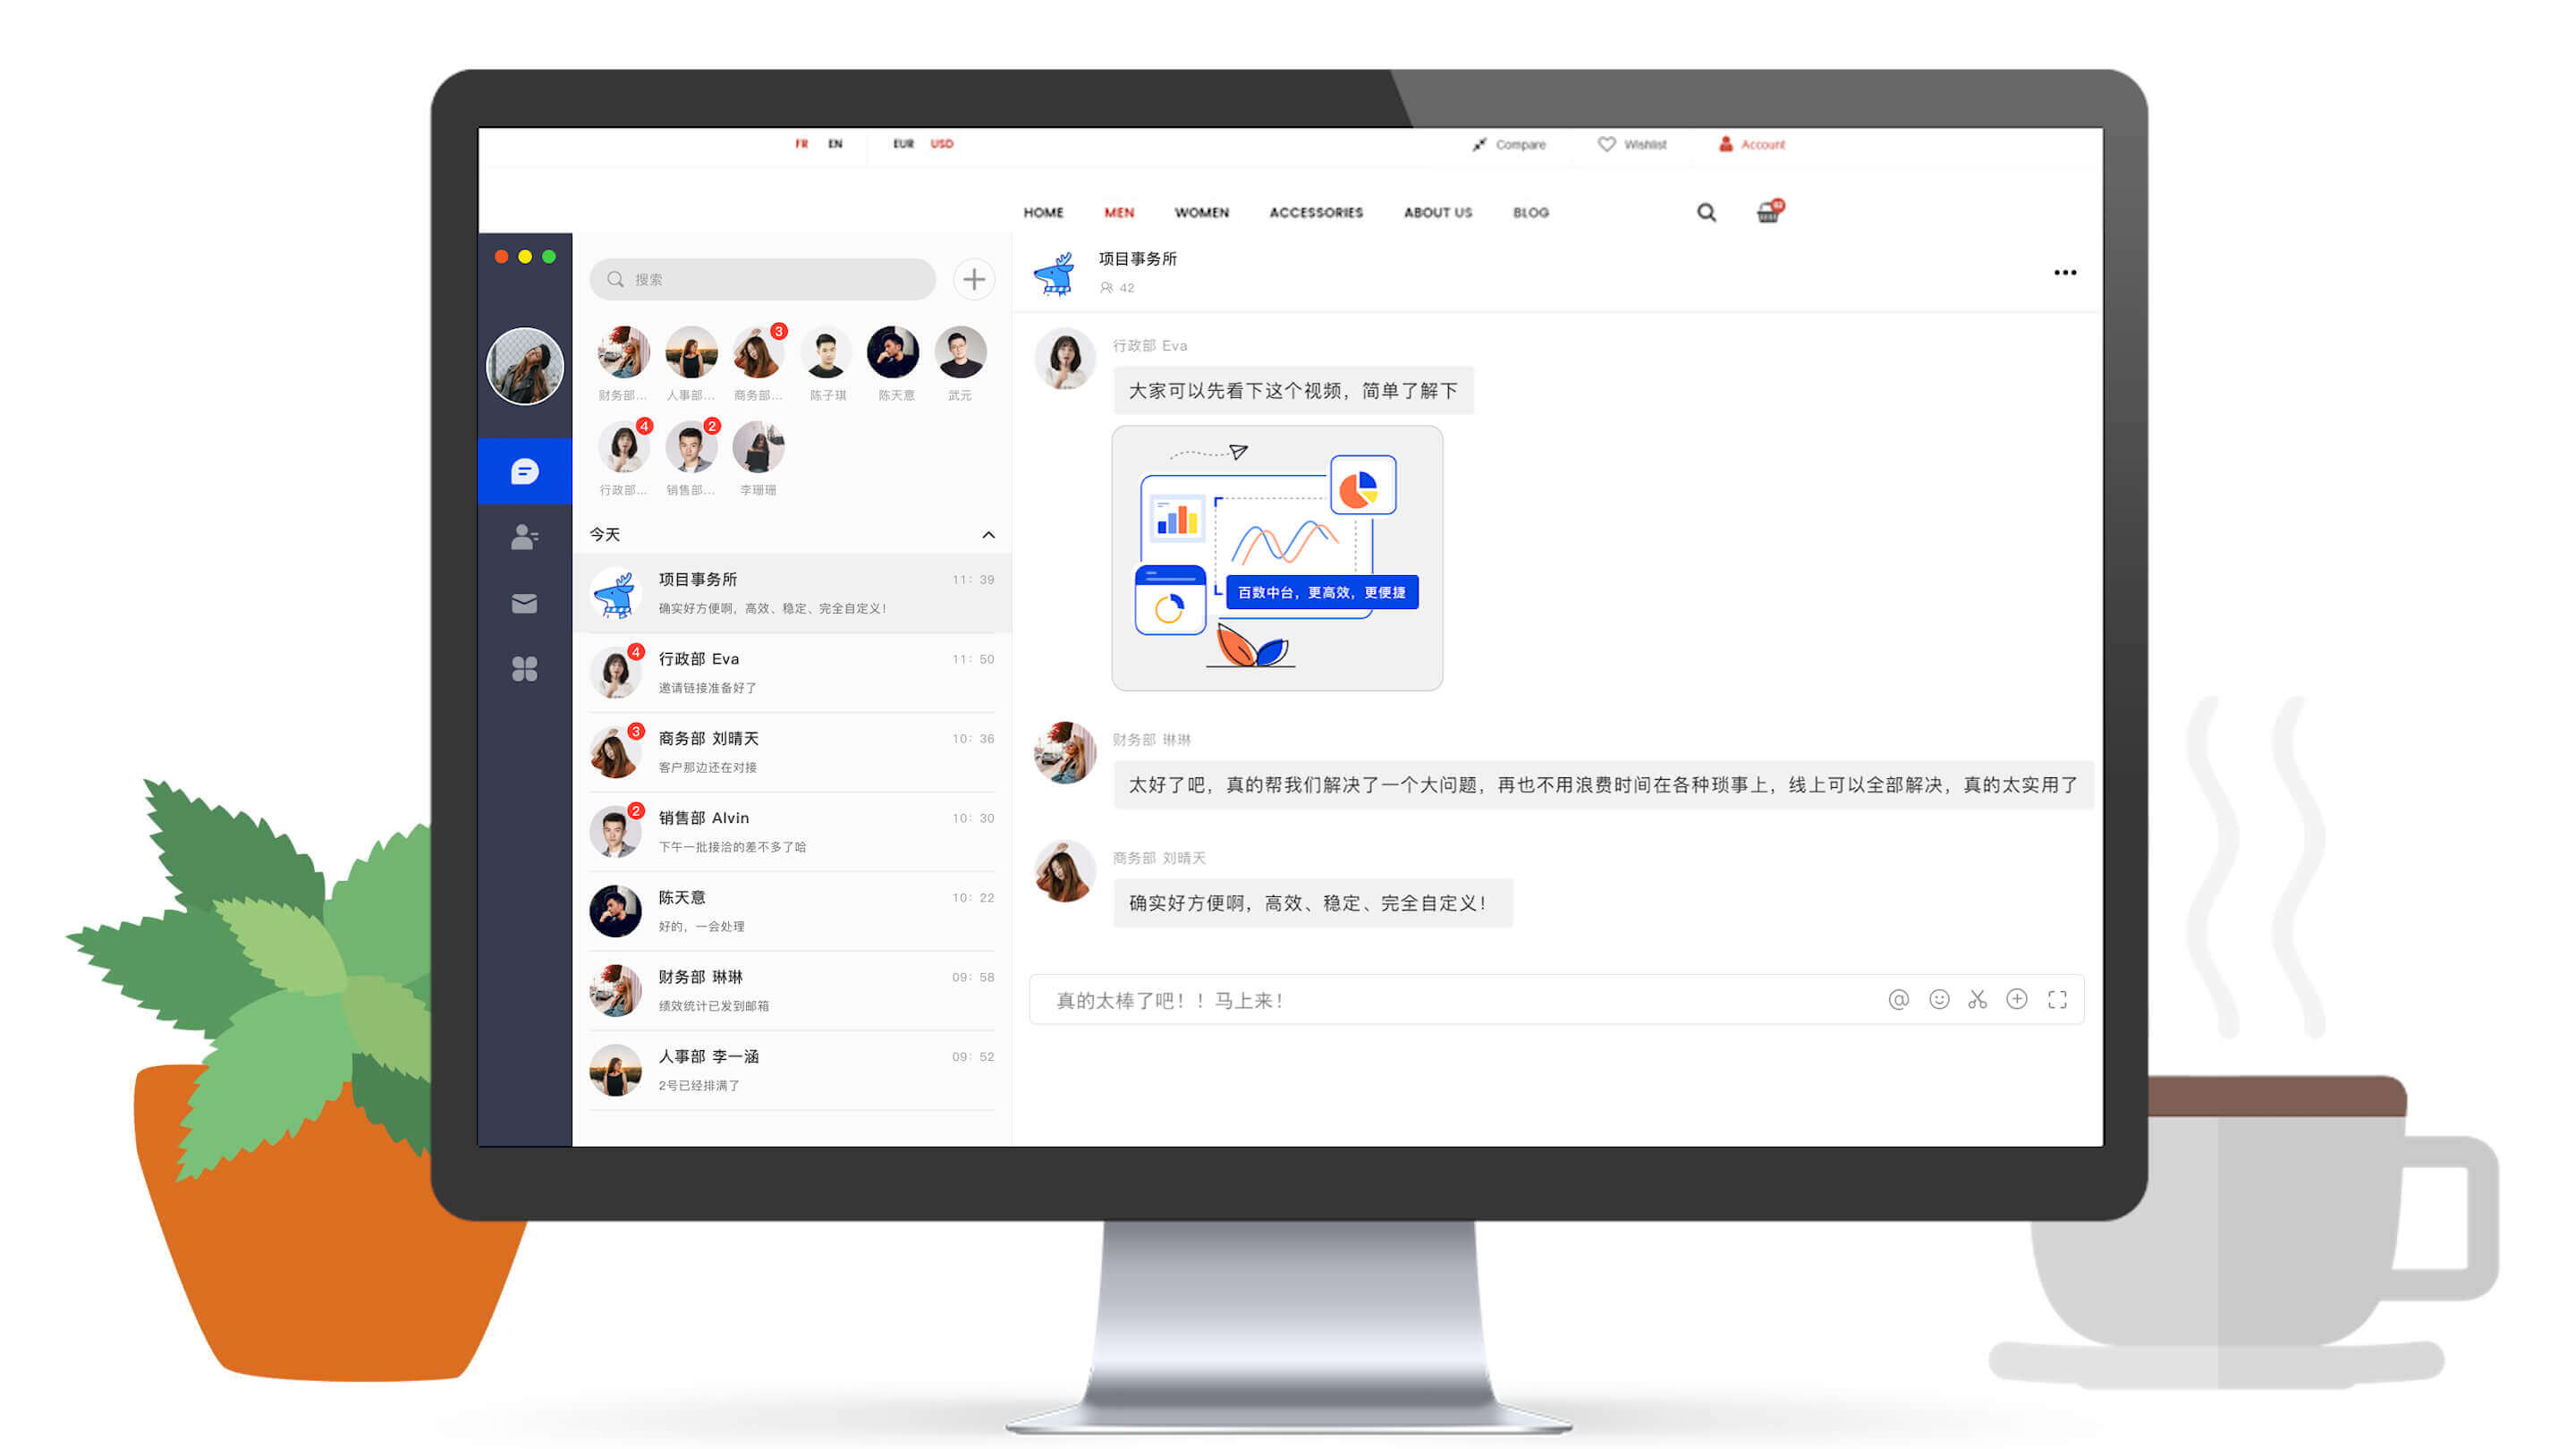 FR EN EUR USD Compare Wishlist Account
HOME MEN WOMEN ACCESSORIES ABOUT US BLOG
搜索
3
财务部... 人事部... 商务部... 陈子琪 陈天意 武元
4 2
行政部... 销售部... 李珊珊
今天
项目事务所 11: 39
确实好方便啊，高效、稳定、完全自定义！
4
行政部 Eva 11: 50
邀请链接准备好了
3
商务部 刘晴天 10: 36
客户那边还在对接
2
销售部 Alvin 10: 30
下午一批接洽的差不多了哈
陈天意 10: 22
好的，一会处理
财务部 琳琳 09: 58
绩效统计已发到邮箱
人事部 李一涵 09: 52
2号已经排满了
项目事务所
42
行政部 Eva
大家可以先看下这个视频，简单了解下
百数中台，更高效，更便捷
财务部 琳琳
太好了吧，真的帮我们解决了一个大问题，再也不用浪费时间在各种琐事上，线上可以全部解决，真的太实用了
商务部 刘晴天
确实好方便啊，高效、稳定、完全自定义！
真的太棒了吧！！马上来！